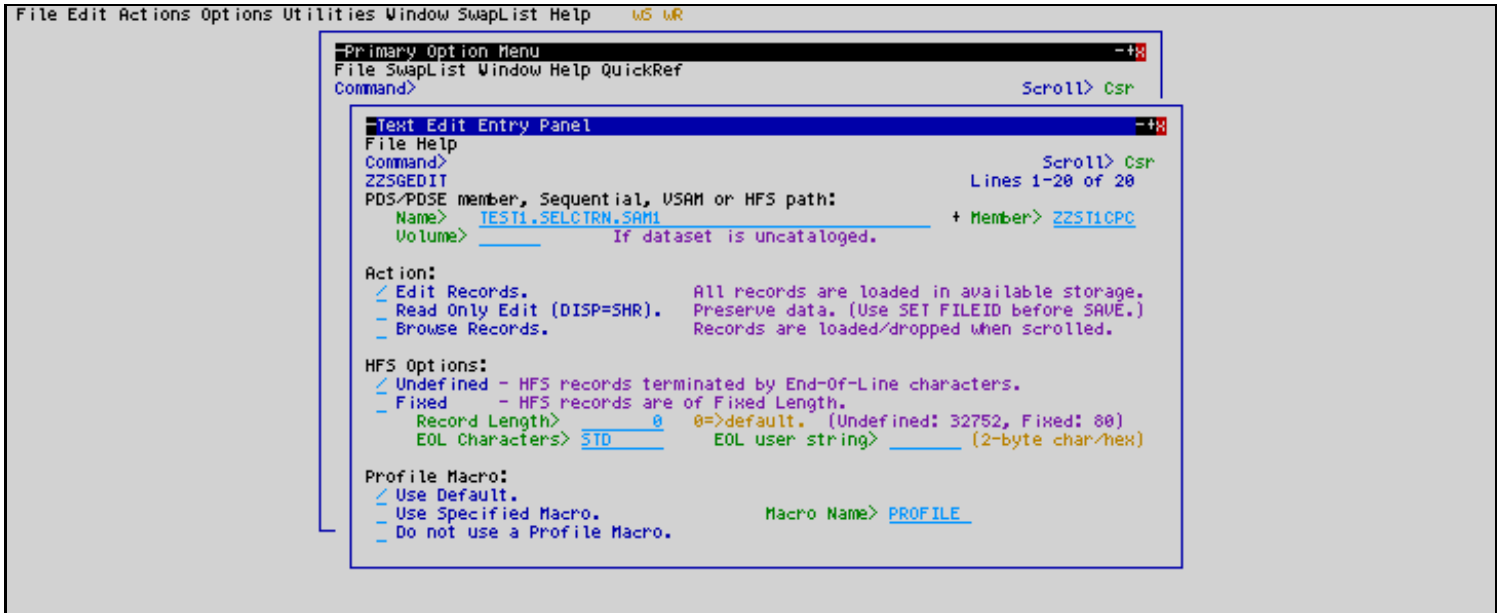 File Edit Actions Options Utilities Window SwapList Help wS wR
-Primary Option Menu -+x
File SwapList Window Help QuickRef
Command> Scroll> Csr
-Text Edit Entry Panel -+x
File Help
Command> Scroll> Csr
ZZSGEDIT Lines 1-20 of 20
PDS/PDSE member, Sequential, VSAM or HFS path:
Name> TEST1.SELCTRN.SAM1 + Member> ZZST1CPC
Volume> ______ If dataset is uncataloged.
Action:
/ Edit Records. All records are loaded in available storage.
_ Read Only Edit (DISP=SHR). Preserve data. (Use SET FILEID before SAVE.)
_ Browse Records. Records are loaded/dropped when scrolled.
HFS Options:
/ Undefined - HFS records terminated by End-Of-Line characters.
_ Fixed - HFS records are of Fixed Length.
Record Length> 0 0=>default. (Undefined: 32752, Fixed: 80)
EOL Characters> STD EOL user string> _______ (2-byte char/hex)
Profile Macro:
/ Use Default.
_ Use Specified Macro. Macro Name> PROFILE
_ Do not use a Profile Macro.